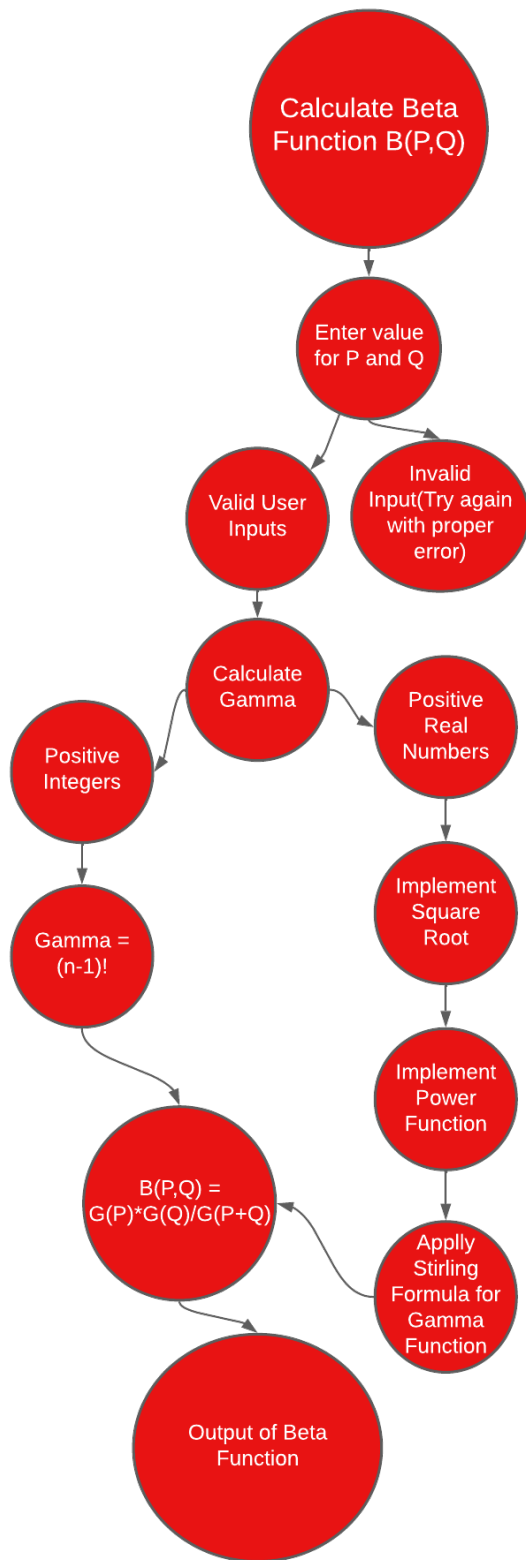 Calculate Beta
Function B(P,Q)
Enter value
for P and Q
Valid User
Inputs
Invalid
Input(Try again
with proper
error)
Calculate
Gamma
Positive
Integers
Positive
Real
Numbers
Gamma =
(n-1)!
Implement
Square
Root
Implement
Power
Function
B(P,Q) =
G(P)*G(Q)/G(P+Q)
Applly
Stirling
Formula for
Gamma
Function
Output of Beta
Function